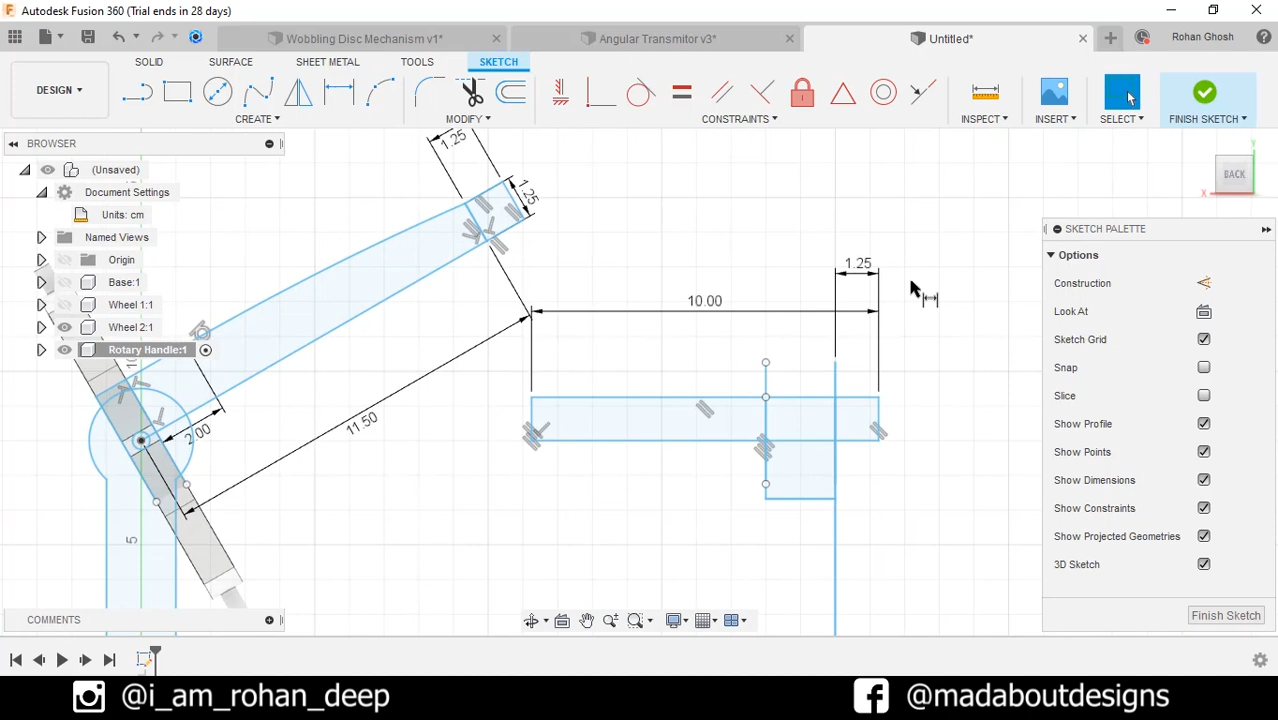 Autodesk Fusion 360 (Trial ends in 28 days)
Wobbling Disc Mechanism v1*
Angular Transmitor v3*
Untitled*
Rohan Ghosh
DESIGN
SOLID
SURFACE
SHEET METAL
TOOLS
SKETCH
CREATE
MODIFY
CONSTRAINTS
INSPECT
INSERT
SELECT
FINISH SKETCH
BROWSER
(Unsaved)
Document Settings
Units: cm
Named Views
Origin
Base:1
Wheel 1:1
Wheel 2:1
Rotary Handle:1
1.25
1.25
1.25
10.00
11.50
2.00
10
5
BACK
Y
X
SKETCH PALETTE
Options
Construction
Look At
Sketch Grid
Snap
Slice
Show Profile
Show Points
Show Dimensions
Show Constraints
Show Projected Geometries
3D Sketch
Finish Sketch
COMMENTS
@i_am_rohan_deep
@madaboutdesigns